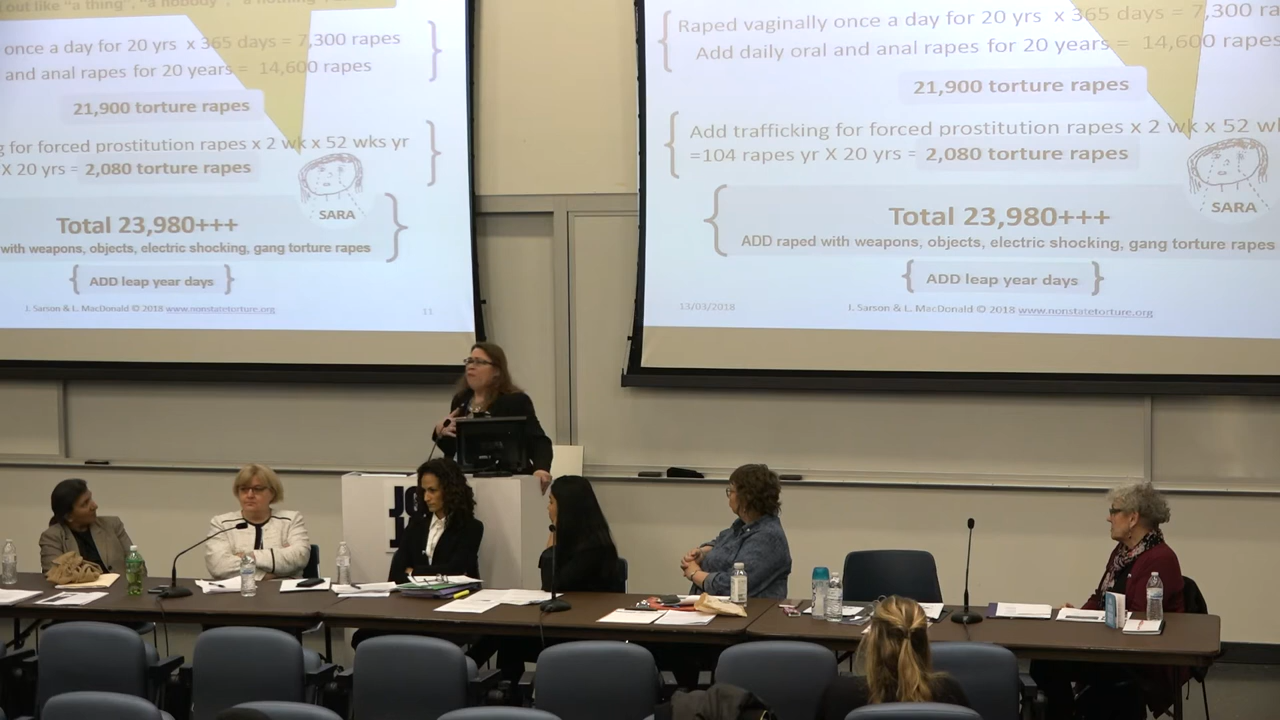 out like "a thing", "a nobody",
once a day for 20 yrs x 365 days = 7,300 rapes
and anal rapes for 20 years = 14,600 rapes
21,900 torture rapes
g for forced prostitution rapes x 2 wk x 52 wks yr
X 20 yrs = 2,080 torture rapes
SARA
Total 23,980+++
with weapons, objects, electric shocking, gang torture rapes
ADD leap year days
J. Sarson & L. MacDonald © 2018 www.nonstatetorture.org
11
Raped vaginally once a day for 20 yrs x 365 days = 7,300 ra
Add daily oral and anal rapes for 20 years = 14,600 rapes
21,900 torture rapes
Add trafficking for forced prostitution rapes x 2 wk x 52 w
=104 rapes yr X 20 yrs = 2,080 torture rapes
SARA
Total 23,980+++
ADD raped with weapons, objects, electric shocking, gang torture rapes
ADD leap year days
13/03/2018
J. Sarson & L. MacDonald © 2018 www.nonstatetorture.org